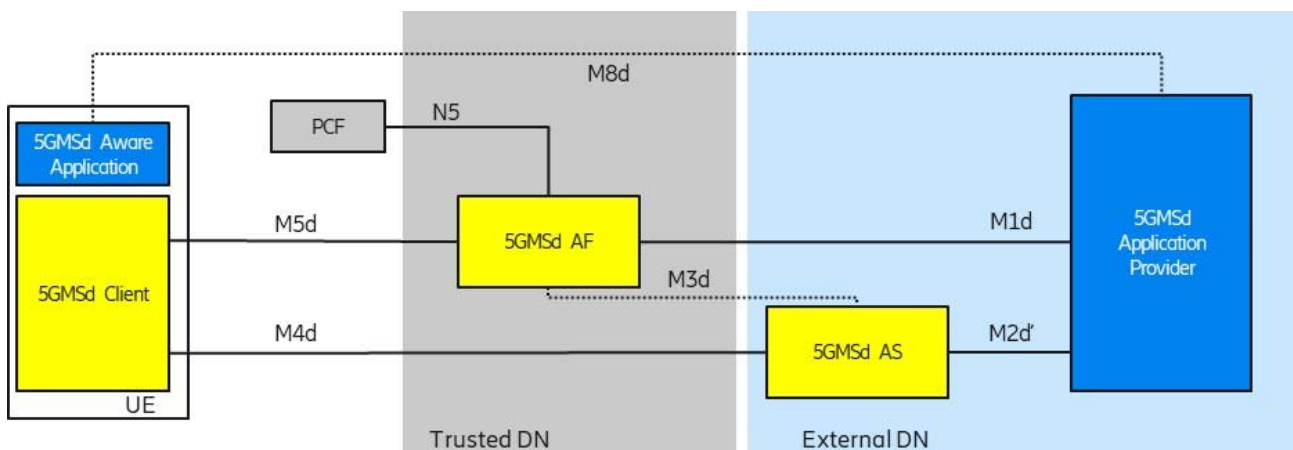 M8d
PCF
N5
5GMSd Aware
Application
M5d
5GMSd AF
M1d
5GMSd
Application
Provider
5GMSd Client
M3d
M4d
5GMSd AS
M2d'
UE
Trusted DN
External DN